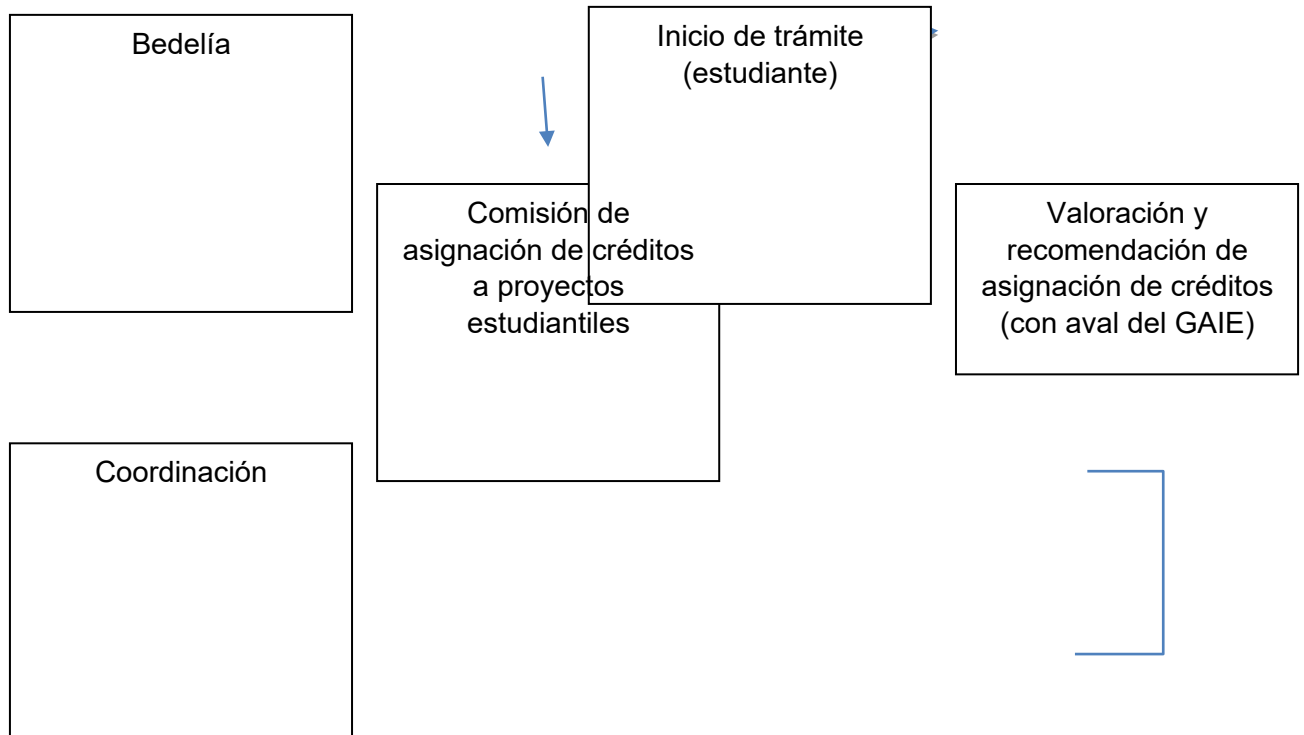 Bedelía
Inicio de trámite
(estudiante)
Comisión de
asignación de créditos
a proyectos
estudiantiles
Valoración y
recomendación de
asignación de créditos
(con aval del GAIE)
Coordinación